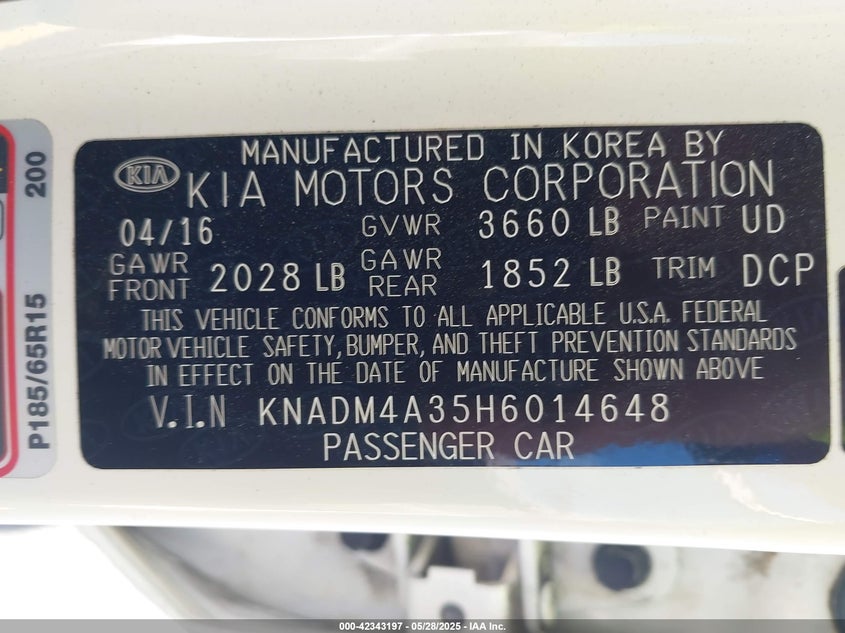 MANUFACTURED IN KOREA BY
KIA KIA MOTORS CORPORATION
04/16 GVWR 3660 LB PAINT UD
GAWR FRONT 2028 LB GAWR REAR 1852 LB TRIM DCP
THIS VEHICLE CONFORMS TO ALL APPLICABLE U.S.A. FEDERAL
MOTOR VEHICLE SAFETY, BUMPER, AND THEFT PREVENTION STANDARDS
IN EFFECT ON THE DATE OF MANUFACTURE SHOWN ABOVE
V.I.N KNADM4A35H6014648
PASSENGER CAR
P185/65R15 200
000-42343197 - 05/28/2025 - IAA Inc.